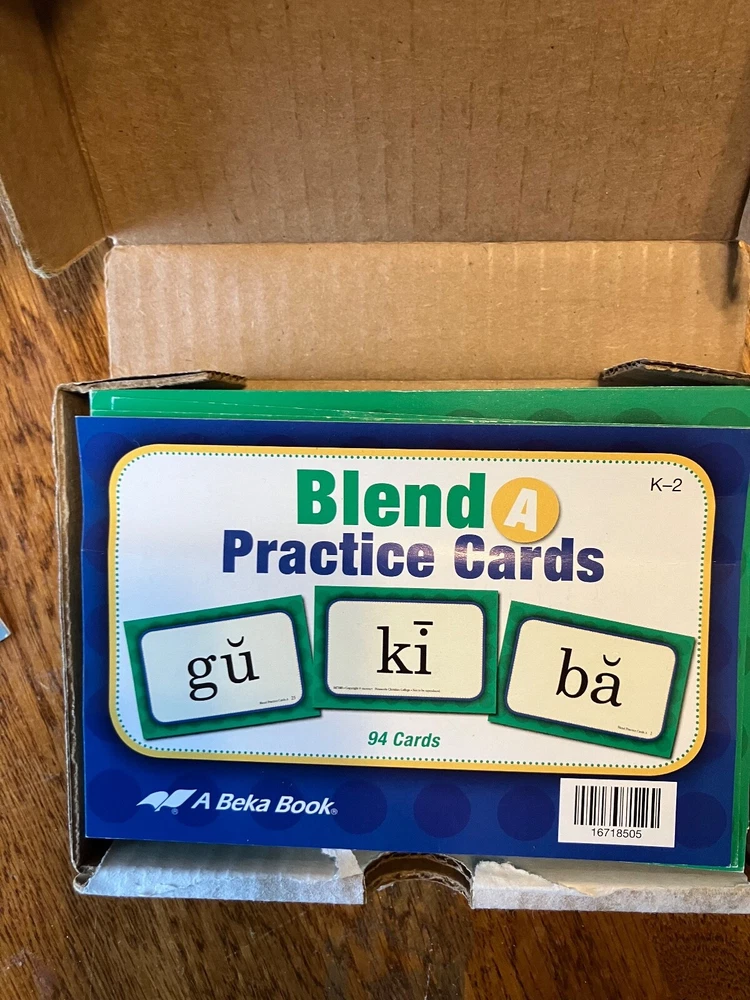 Blend A
K–2
Practice Cards
gŭ
kī
bă
94 Cards
A Beka Book®
16718505